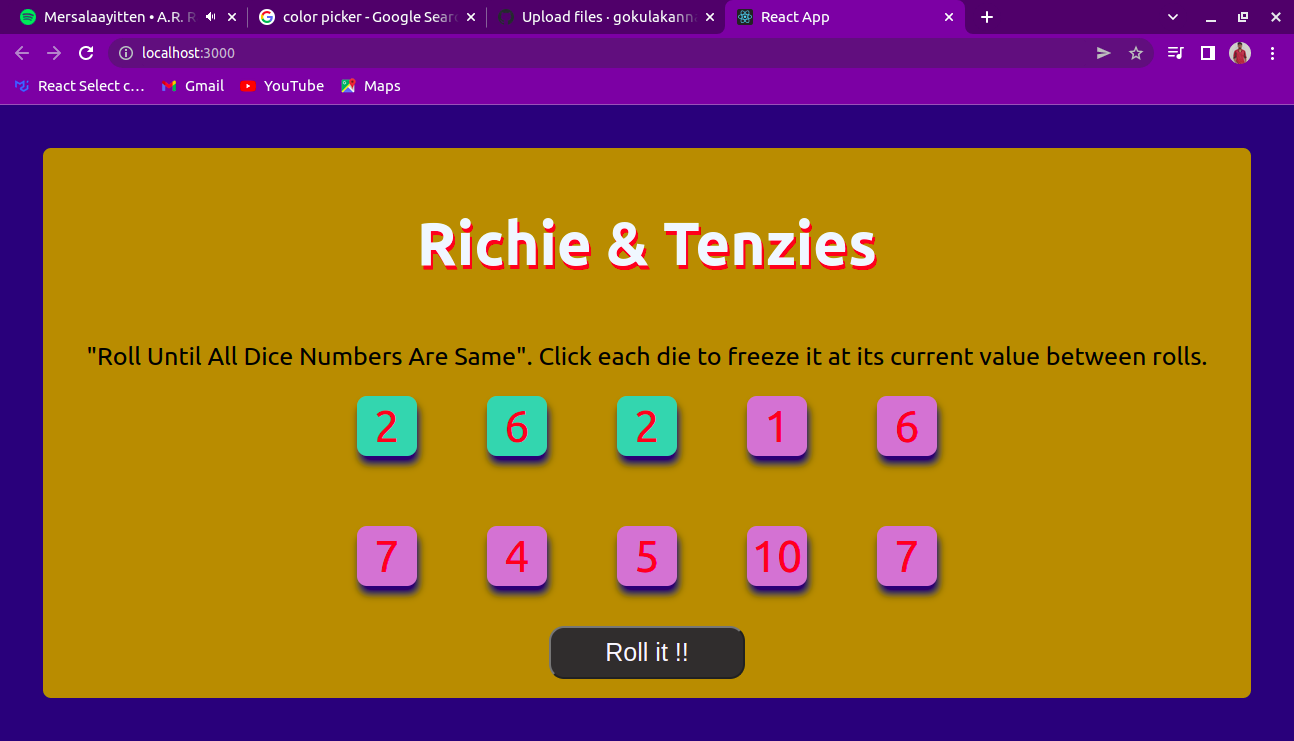 Mersalaayitten • A.R. R
color picker - Google Sear
Upload files · gokulakann
React App
localhost:3000
React Select c...
Gmail
YouTube
Maps
Richie & Tenzies
"Roll Until All Dice Numbers Are Same". Click each die to freeze it at its current value between rolls.
2 6 2 1 6
7 4 5 10 7
Roll it !!